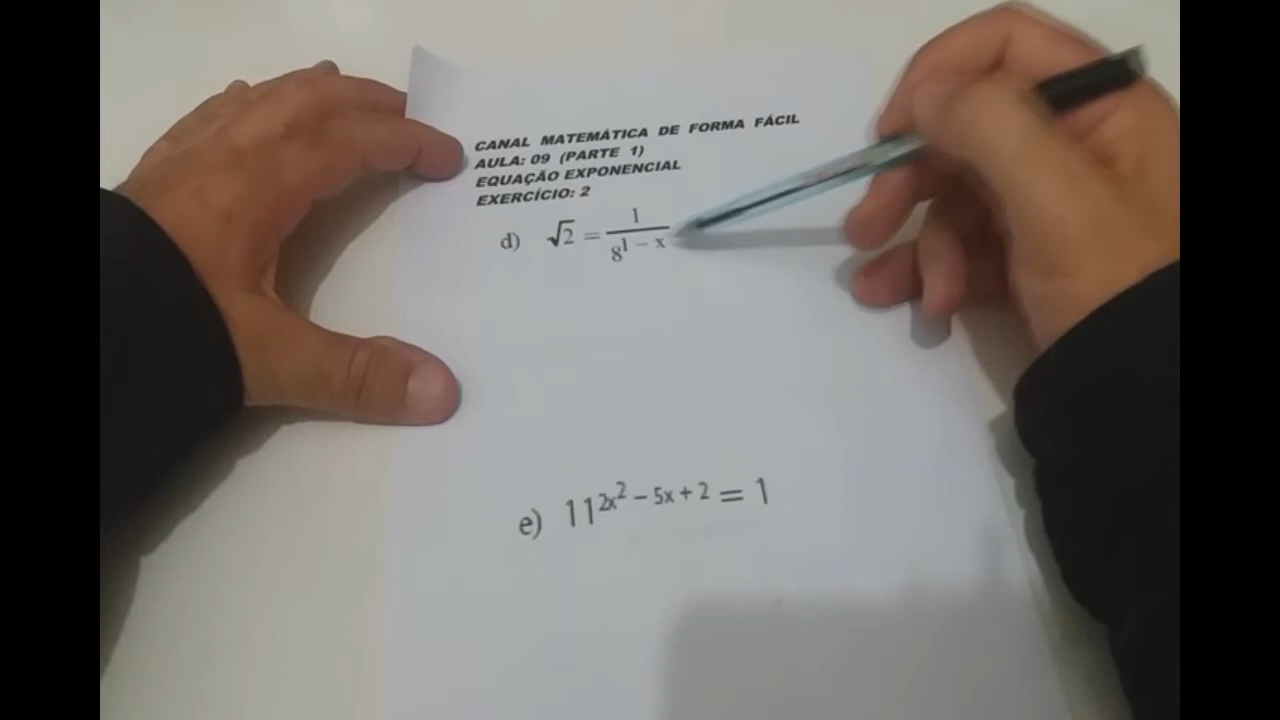 CANAL MATEMÁTICA DE FORMA FÁCIL
AULA: 09 (PARTE 1)
EQUAÇÃO EXPONENCIAL
EXERCÍCIO: 2
d) √2 = 1/8^(1 – x)
e) 11^(2x² – 5x + 2) = 1